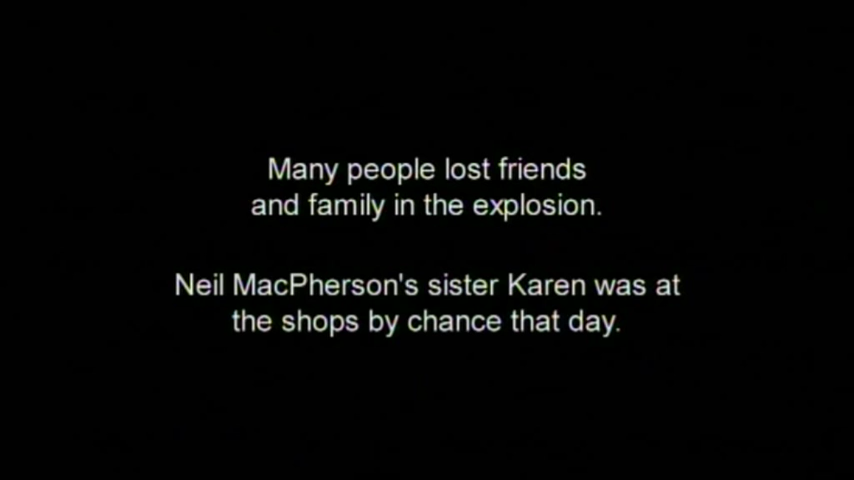 Many people lost friends
and family in the explosion.
Neil MacPherson's sister Karen was at
the shops by chance that day.